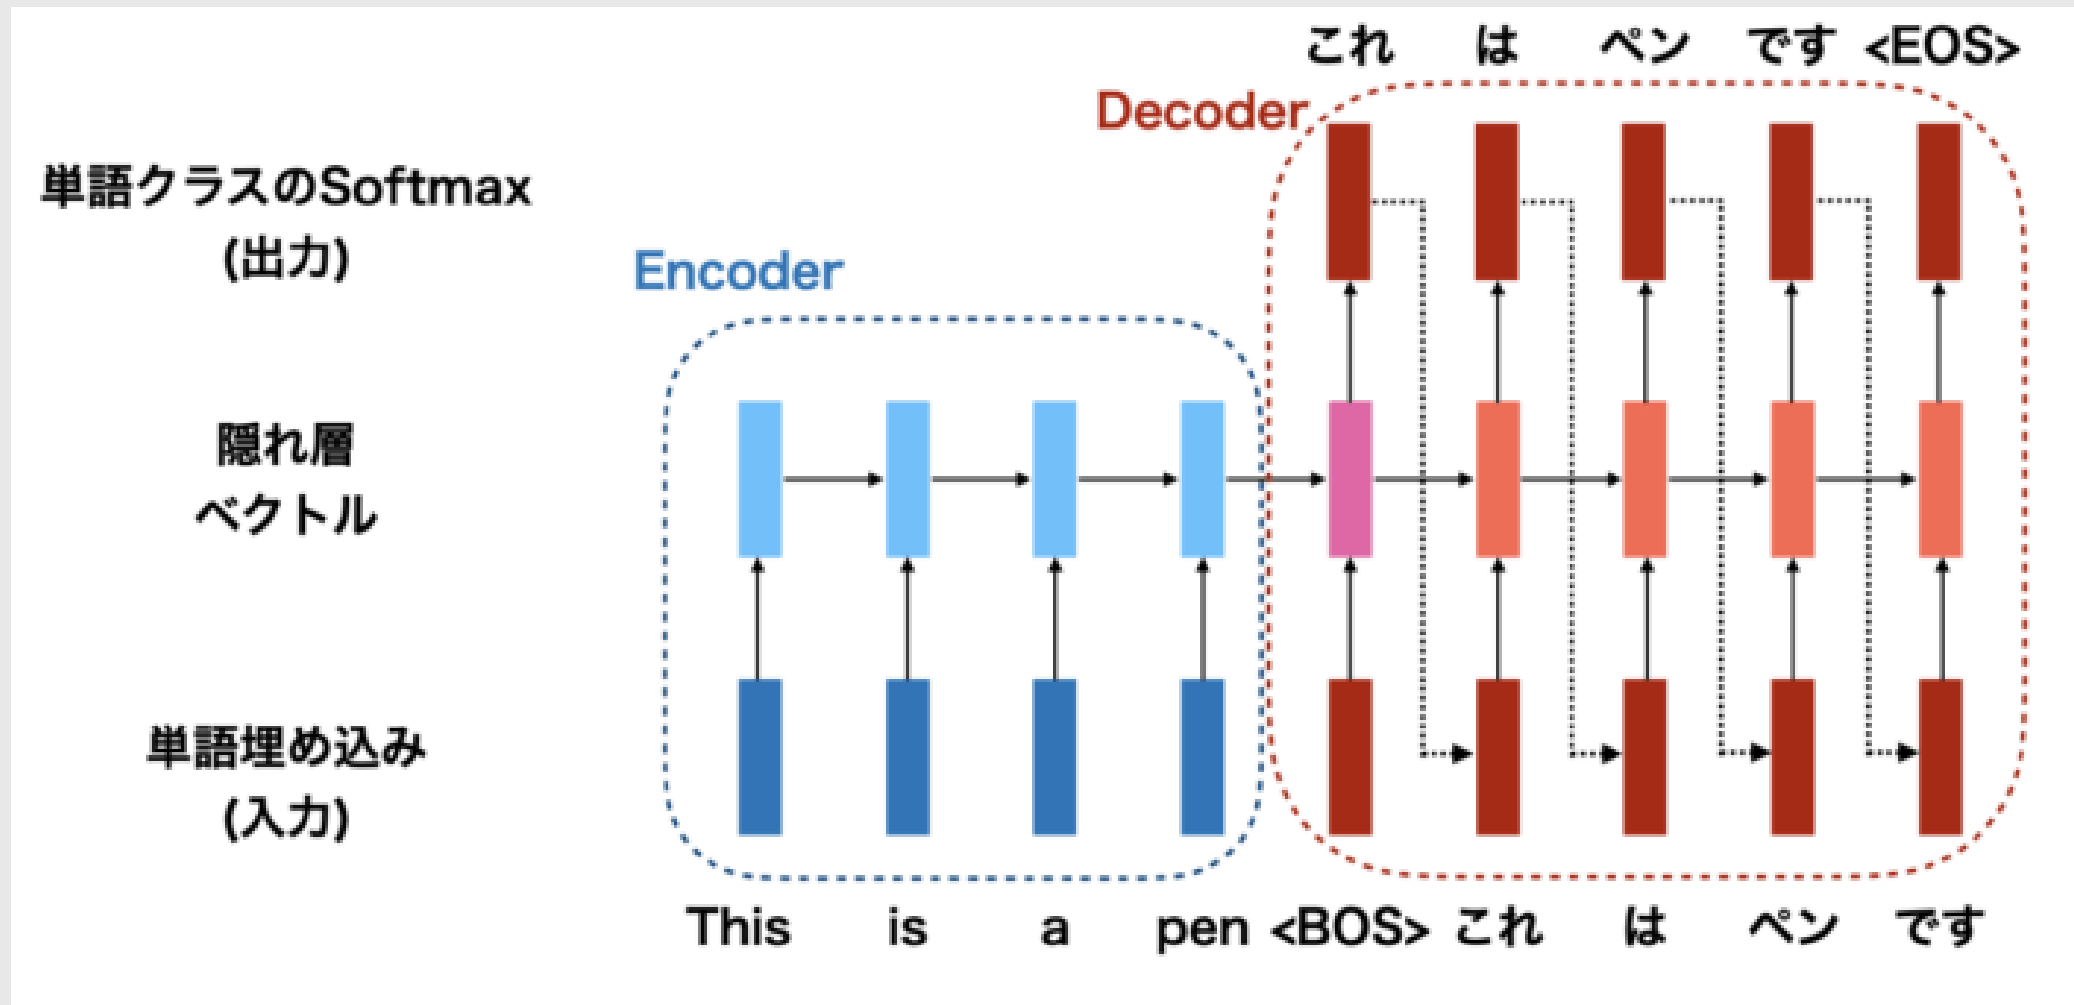 これ は ペン です <EOS>
Decoder
単語クラスのSoftmax
(出力)
Encoder
隠れ層
ベクトル
単語埋め込み
(入力)
This is a pen <BOS> これ は ペン です